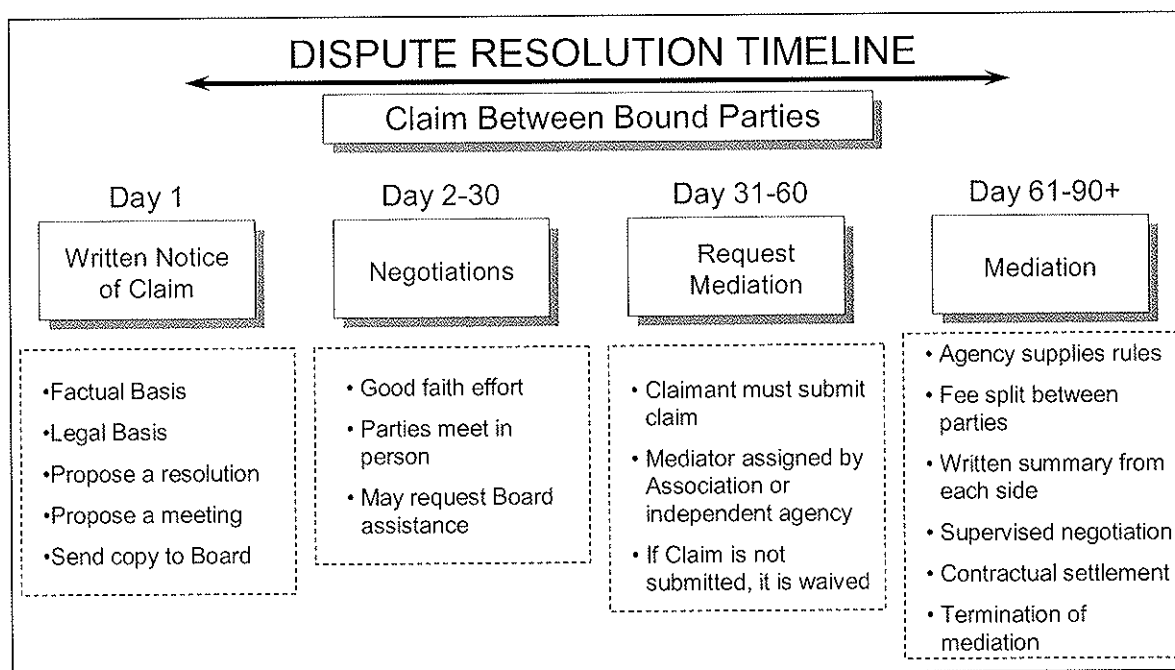 DISPUTE RESOLUTION TIMELINE
Claim Between Bound Parties
Day 1
Written Notice
of Claim
•Factual Basis
•Legal Basis
•Propose a resolution
•Propose a meeting
•Send copy to Board
Day 2-30
Negotiations
• Good faith effort
• Parties meet in
person
• May request Board
assistance
Day 31-60
Request
Mediation
• Claimant must submit
claim
• Mediator assigned by
Association or
independent agency
• If Claim is not
submitted, it is waived
Day 61-90+
Mediation
• Agency supplies rules
• Fee split between
parties
• Written summary from
each side
• Supervised negotiation
• Contractual settlement
• Termination of
mediation